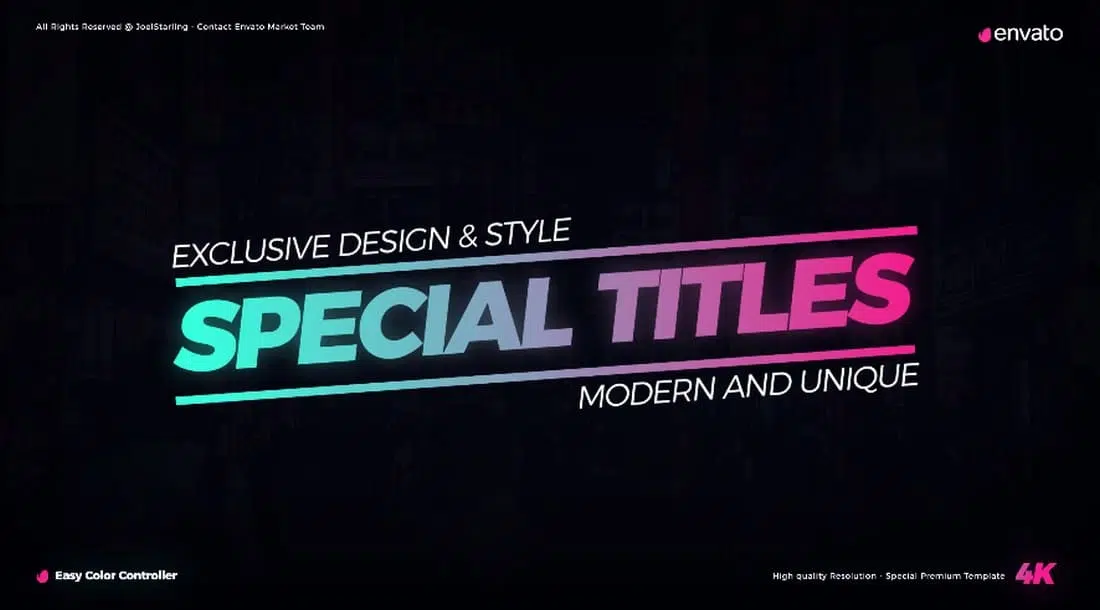 All Rights Reserved @ JoelStarling - Contact Envato Market Team
envato
EXCLUSIVE DESIGN & STYLE
SPECIAL TITLES
MODERN AND UNIQUE
Easy Color Controller
High quality Resolution - Special Premium Template
4K